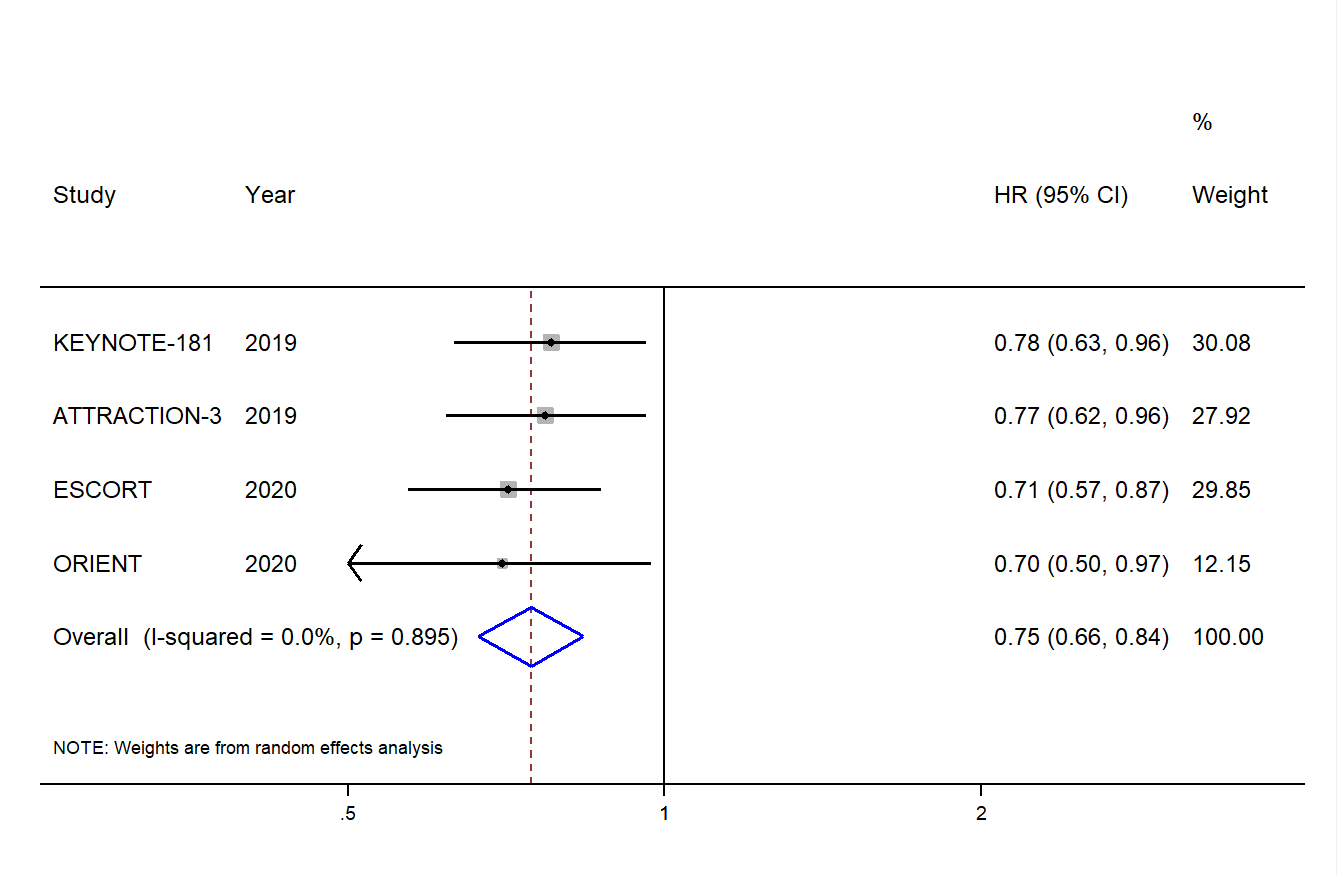 %
Study Year HR (95% CI) Weight
KEYNOTE-181 2019 0.78 (0.63, 0.96) 30.08
ATTRACTION-3 2019 0.77 (0.62, 0.96) 27.92
ESCORT 2020 0.71 (0.57, 0.87) 29.85
ORIENT 2020 0.70 (0.50, 0.97) 12.15
Overall (I-squared = 0.0%, p = 0.895) 0.75 (0.66, 0.84) 100.00
NOTE: Weights are from random effects analysis
.5 1 2